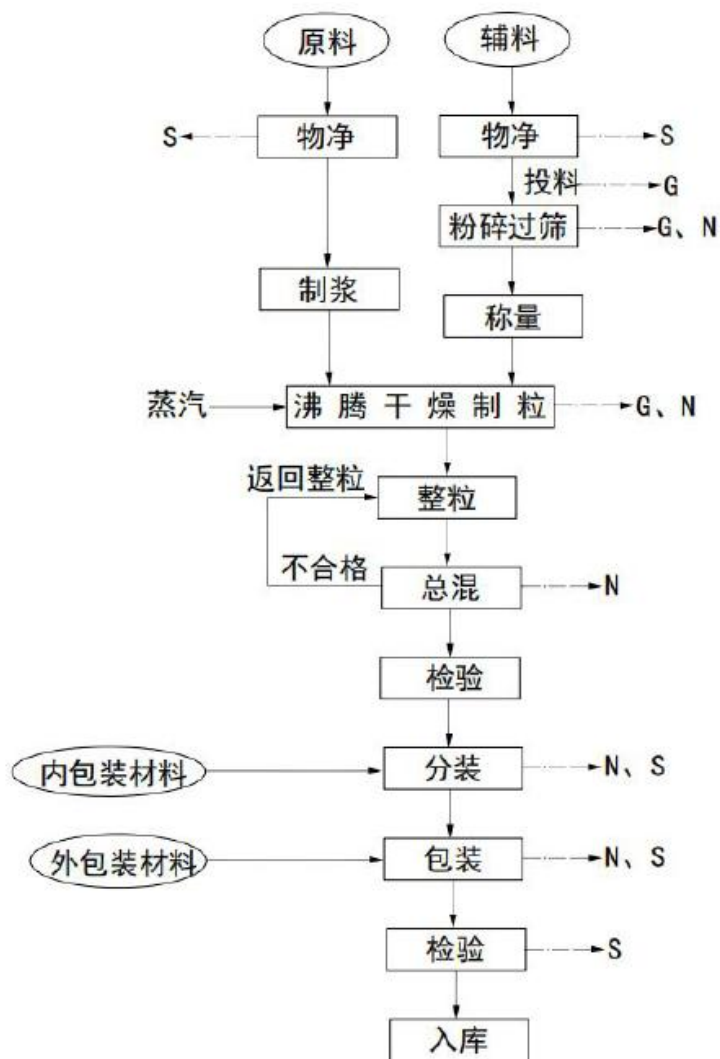 原料
辅料
S
物净
物净
S
投料
G
粉碎过筛
G、N
制浆
称量
蒸汽
沸腾干燥制粒
G、N
返回整粒
整粒
不合格
总混
N
检验
内包装材料
分装
N、S
外包装材料
包装
N、S
检验
S
入库